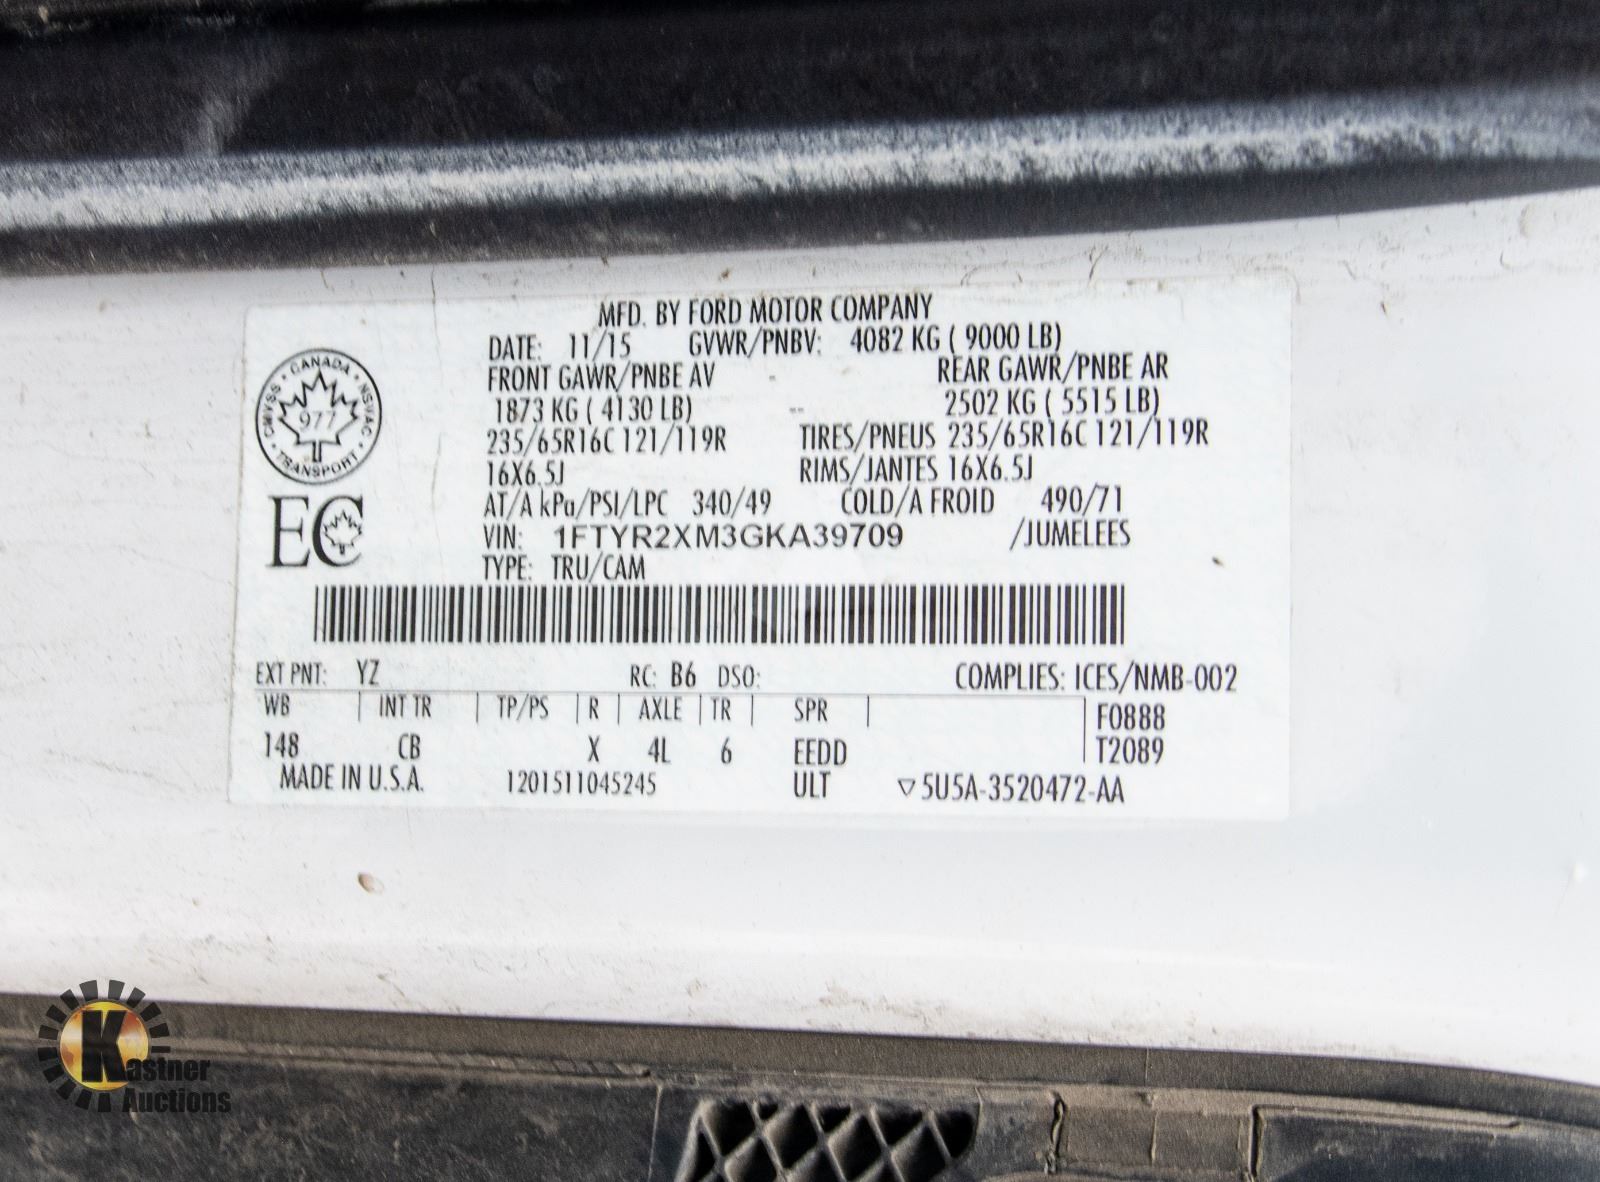 MFD. BY FORD MOTOR COMPANY
DATE: 11/15 GVWR/PNBV: 4082 KG ( 9000 LB)
FRONT GAWR/PNBE AV REAR GAWR/PNBE AR
1873 KG ( 4130 LB) -- 2502 KG ( 5515 LB)
235/65R16C 121/119R TIRES/PNEUS 235/65R16C 121/119R
16X6.5J RIMS/JANTES 16X6.5J
AT/A kPa/PSI/LPC 340/49 COLD/A FROID 490/71
VIN: 1FTYR2XM3GKA39709 /JUMELEES
TYPE: TRU/CAM
CANADA · NSVAC · TRANSPORT · CMVSS ·
977
EC
EXT PNT: YZ RC: B6 DSO: COMPLIES: ICES/NMB-002
WB | INT TR | TP/PS | R | AXLE | TR | SPR | F0888
148 CB X 4L 6 EEDD T2089
MADE IN U.S.A. 1201511045245 ULT ▽5U5A-3520472-AA
Kastner
Auctions